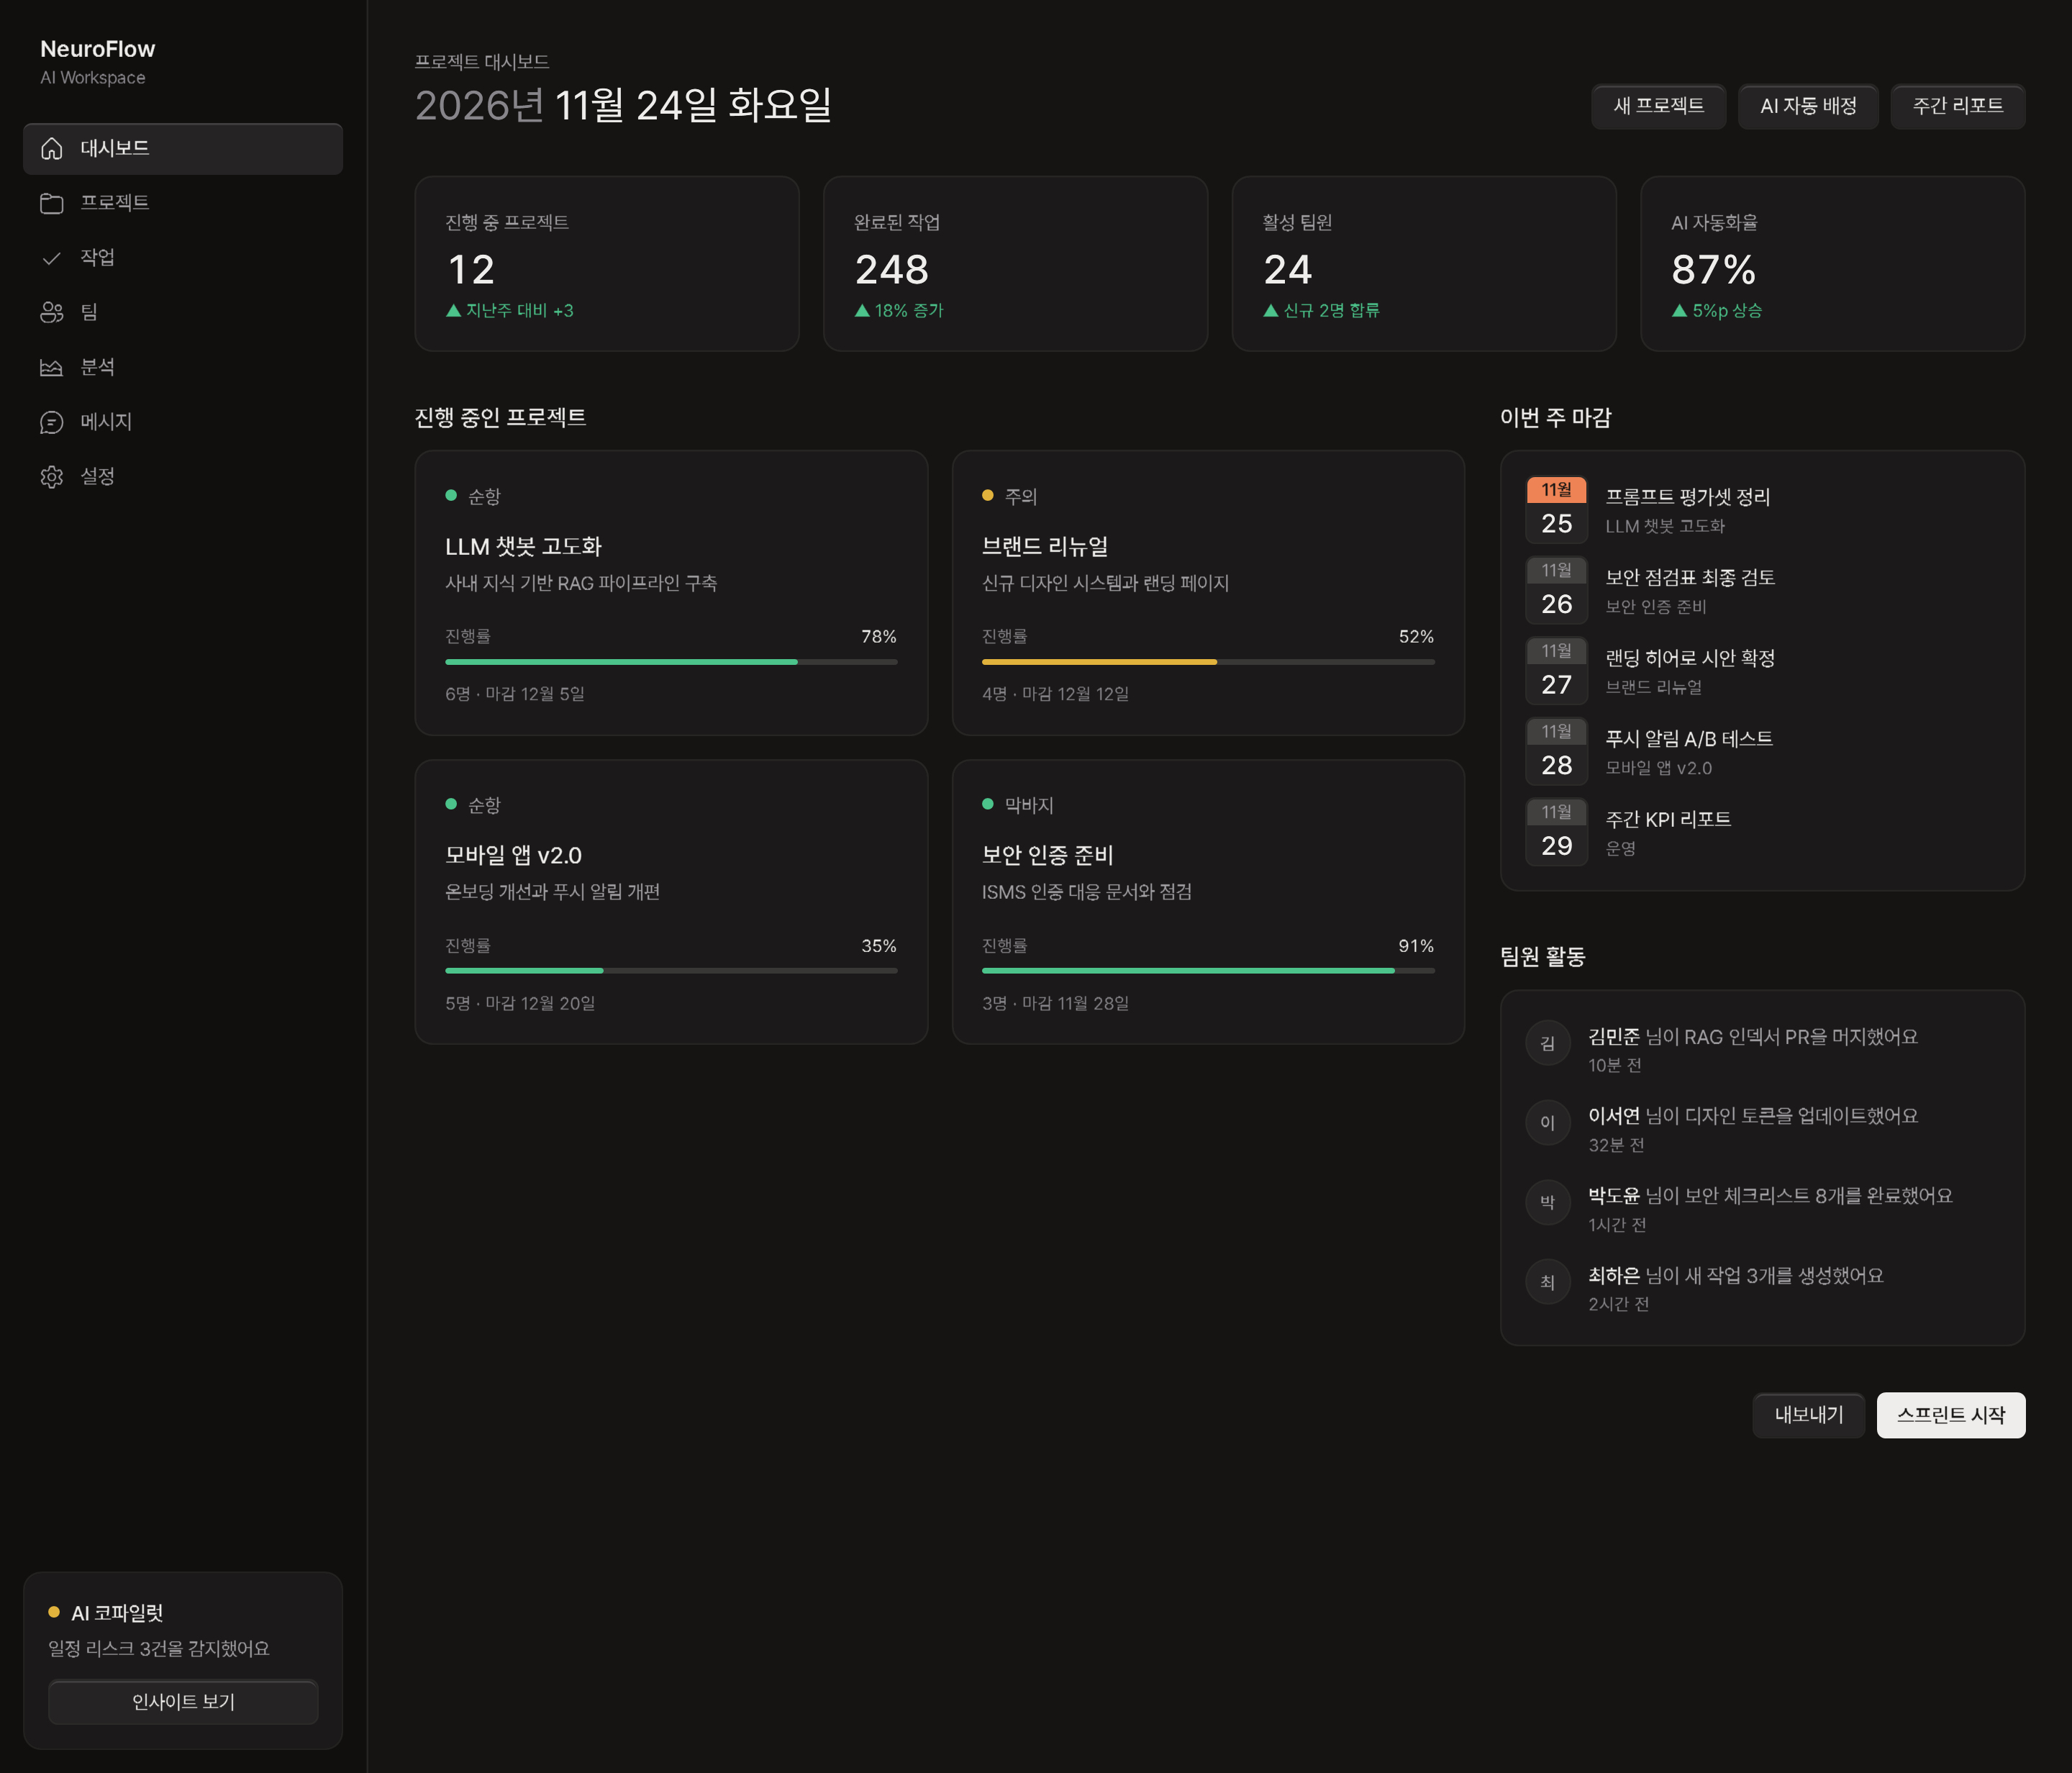 NeuroFlow
AI Workspace
대시보드
프로젝트
작업
팀
분석
메시지
설정
AI 코파일럿
일정 리스크 3건을 감지했어요
인사이트 보기
프로젝트 대시보드
2026년 11월 24일 화요일
새 프로젝트
AI 자동 배정
주간 리포트
진행 중 프로젝트
12
▲ 지난주 대비 +3
완료된 작업
248
▲ 18% 증가
활성 팀원
24
▲ 신규 2명 합류
AI 자동화율
87%
▲ 5%p 상승
진행 중인 프로젝트
순항
LLM 챗봇 고도화
사내 지식 기반 RAG 파이프라인 구축
진행률 78%
6명 · 마감 12월 5일
주의
브랜드 리뉴얼
신규 디자인 시스템과 랜딩 페이지
진행률 52%
4명 · 마감 12월 12일
순항
모바일 앱 v2.0
온보딩 개선과 푸시 알림 개편
진행률 35%
5명 · 마감 12월 20일
막바지
보안 인증 준비
ISMS 인증 대응 문서와 점검
진행률 91%
3명 · 마감 11월 28일
이번 주 마감
11월
25
프롬프트 평가셋 정리
LLM 챗봇 고도화
11월
26
보안 점검표 최종 검토
보안 인증 준비
11월
27
랜딩 히어로 시안 확정
브랜드 리뉴얼
11월
28
푸시 알림 A/B 테스트
모바일 앱 v2.0
11월
29
주간 KPI 리포트
운영
팀원 활동
김
김민준 님이 RAG 인덱서 PR을 머지했어요
10분 전
이
이서연 님이 디자인 토큰을 업데이트했어요
32분 전
박
박도윤 님이 보안 체크리스트 8개를 완료했어요
1시간 전
최
최하은 님이 새 작업 3개를 생성했어요
2시간 전
내보내기
스프린트 시작